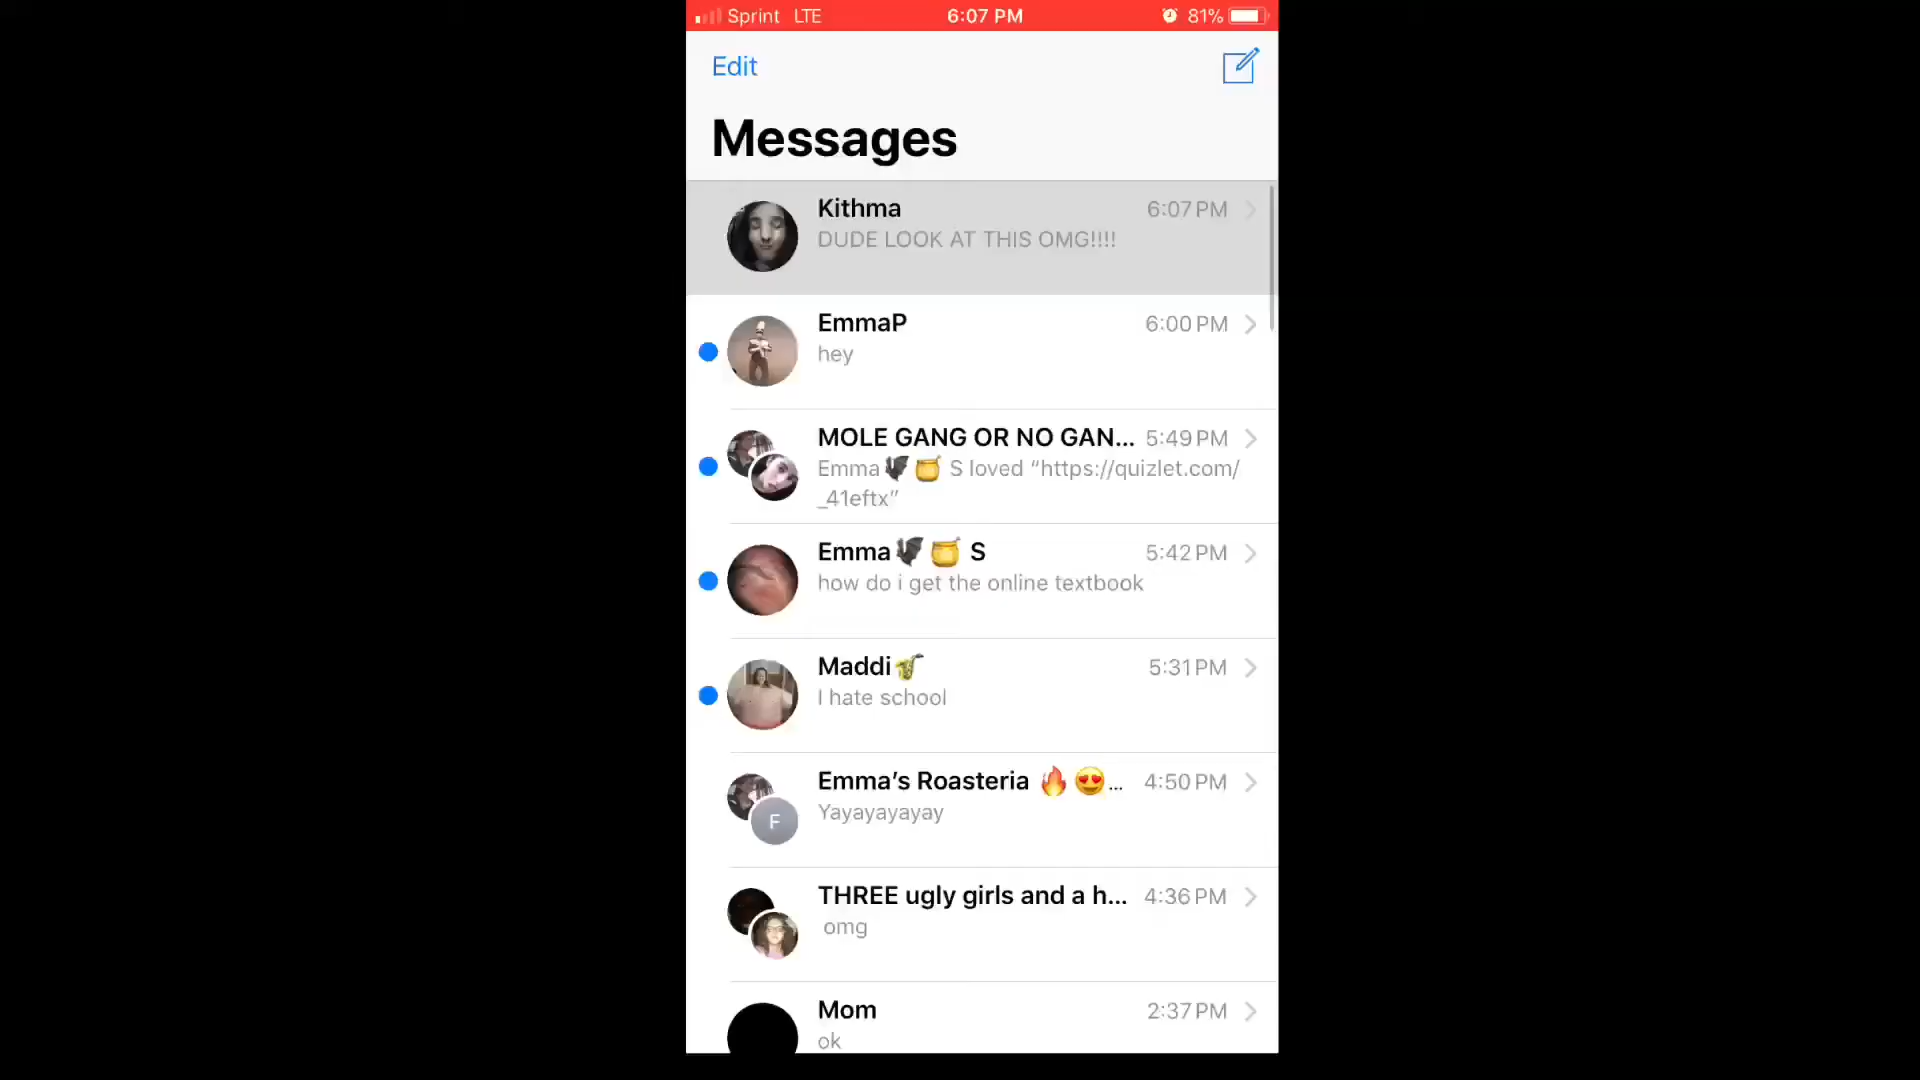 Sprint LTE 6:07 PM 81%
Edit
Messages
Kithma 6:07 PM
DUDE LOOK AT THIS OMG!!!!
EmmaP 6:00 PM
hey
MOLE GANG OR NO GAN... 5:49 PM
Emma🦇🍯 S loved “https://quizlet.com/
_41eftx”
Emma🦇🍯 S 5:42 PM
how do i get the online textbook
Maddi🎷 5:31 PM
I hate school
Emma’s Roasteria 🔥😍... 4:50 PM
Yayayayayay
F
THREE ugly girls and a h... 4:36 PM
omg
Mom 2:37 PM
ok